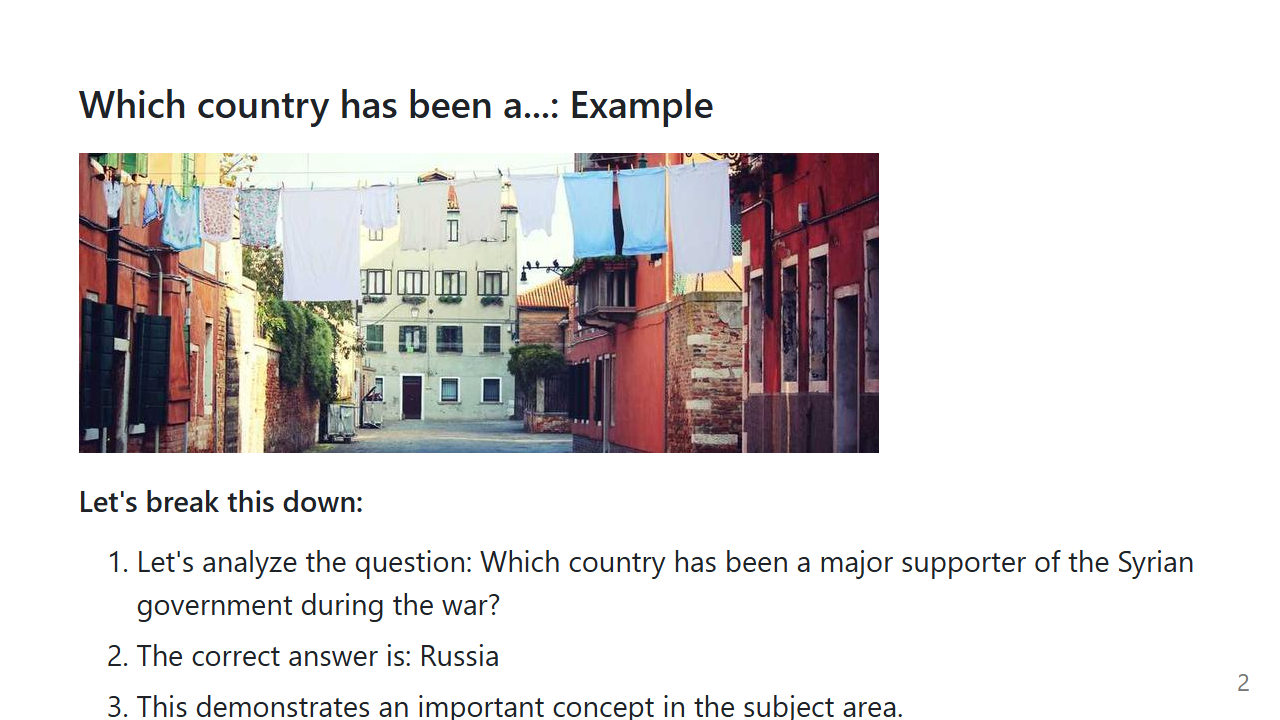 Which country has been a...: Example
Let's break this down:
1. Let's analyze the question: Which country has been a major supporter of the Syrian
government during the war?
2. The correct answer is: Russia
3. This demonstrates an important concept in the subject area.
2